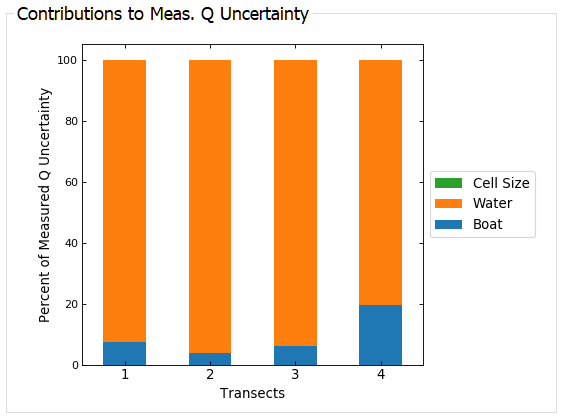 Contributions to Meas. Q Uncertainty
100
80
60
40
20
0
Percent of Measured Q Uncertainty
1 2 3 4
Transects
Cell Size
Water
Boat